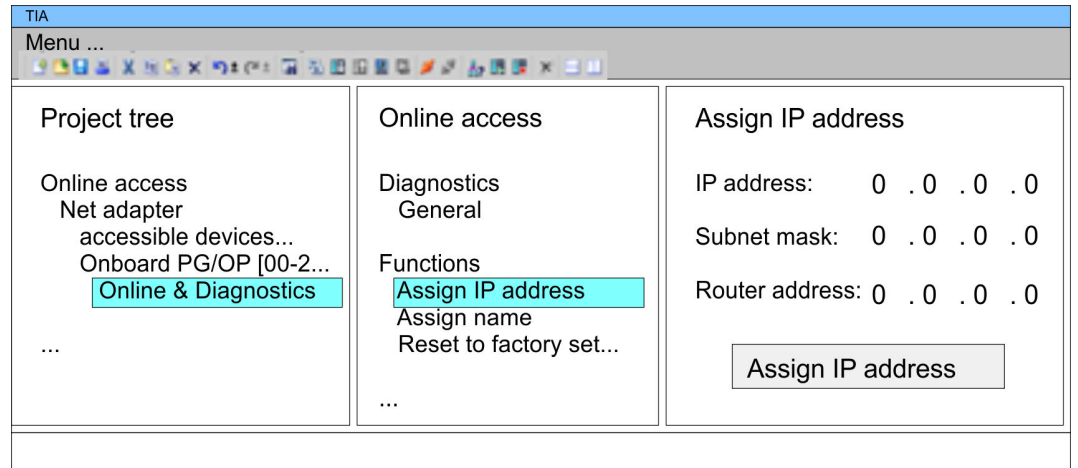 TIA
Menu ...
Project tree
Online access
Net adapter
accessible devices...
Onboard PG/OP [00-2...
Online & Diagnostics
...
Online access
Diagnostics
General
Functions
Assign IP address
Assign name
Reset to factory set...
...
Assign IP address
IP address: 0 .0 .0 .0
Subnet mask: 0 .0 .0 .0
Router address: 0 .0 .0 .0
Assign IP address